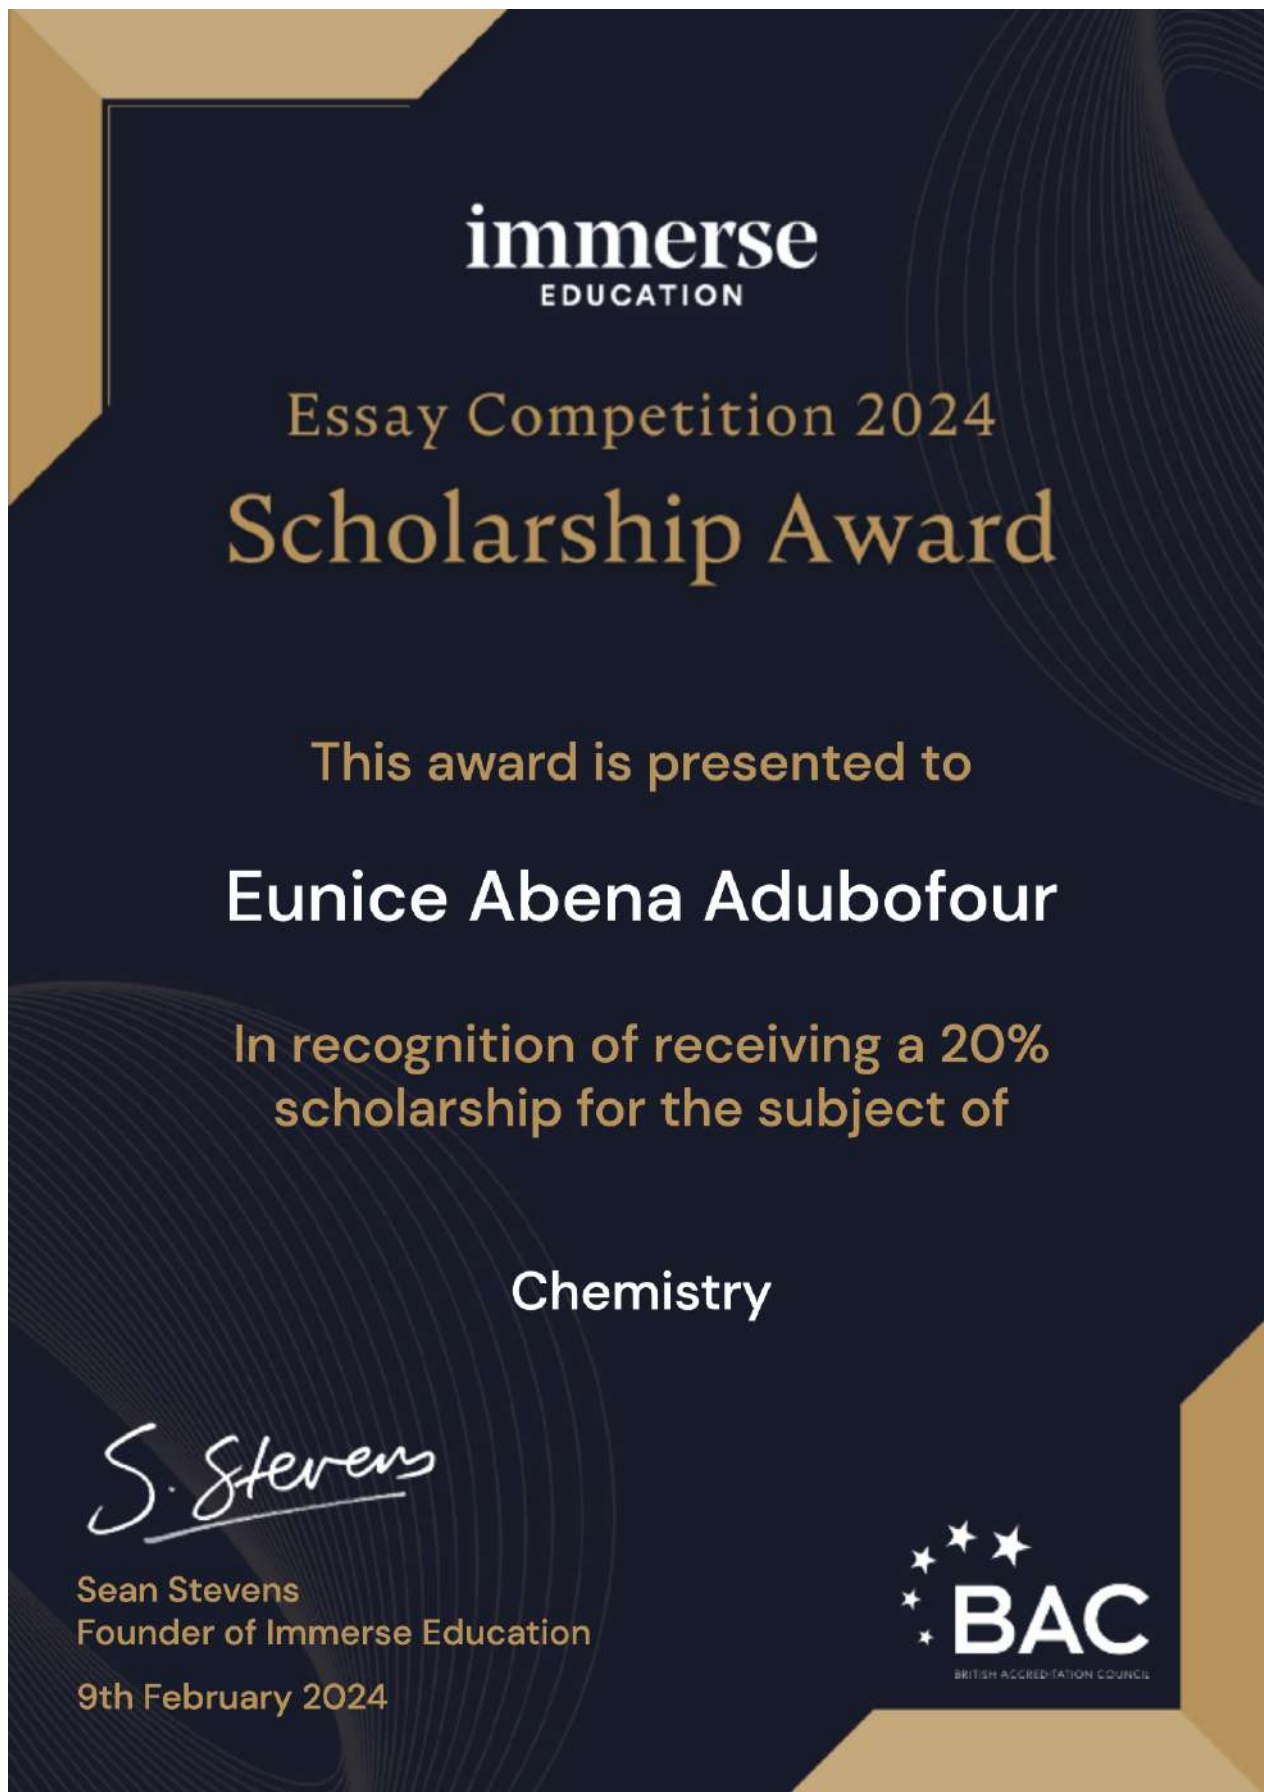 immerse
EDUCATION
Essay Competition 2024
Scholarship Award
This award is presented to
Eunice Abena Adubofour
In recognition of receiving a 20%
scholarship for the subject of
Chemistry
S. Stevens
Sean Stevens
Founder of Immerse Education
9th February 2024
BAC
BRITISH ACCREDITATION COUNCIL